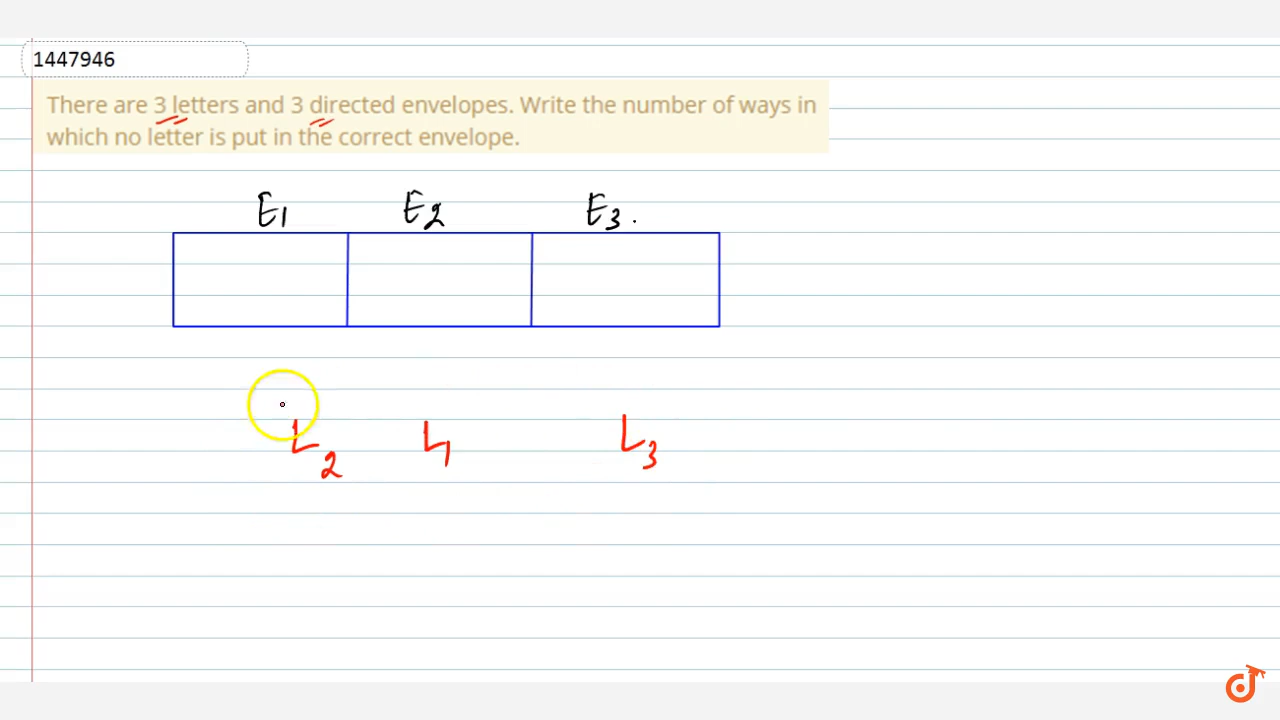 1447946
There are 3 letters and 3 directed envelopes. Write the number of ways in
which no letter is put in the correct envelope.
E1 E2 E3.
L2 L1 L3